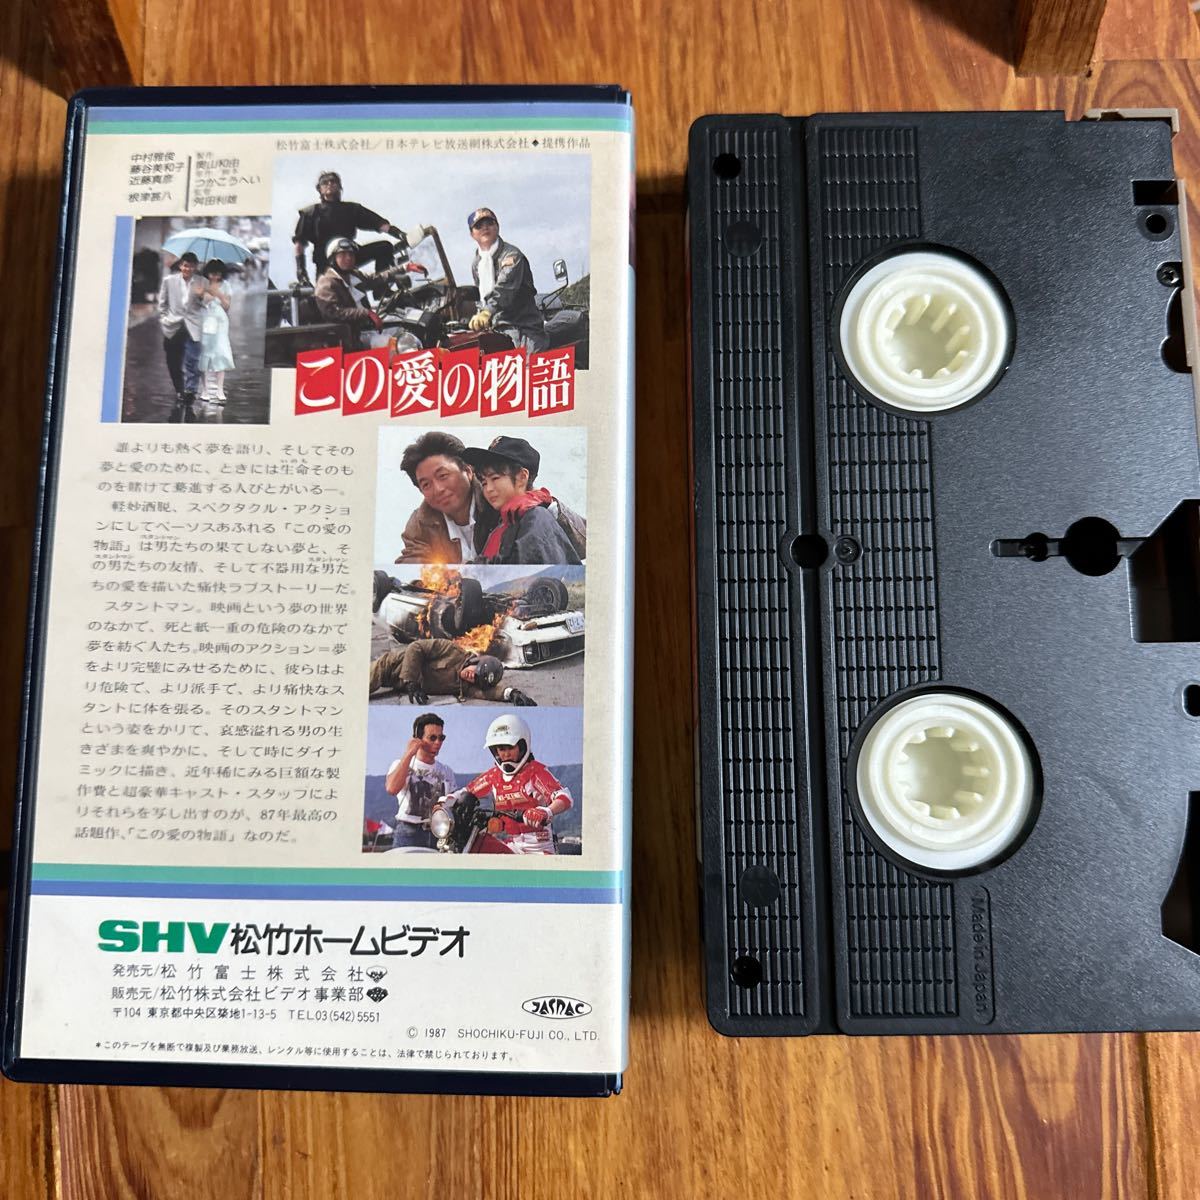 松竹富士株式会社/日本テレビ放送網株式会社◆提携作品
中村雅俊
藤谷美和子
近藤真彦
・
根津甚八
製作
奥山和由
原作/脚本
つかこうへい
監督
舛田利雄
この愛の物語
誰よりも熱く夢を語り、そしてその
夢と愛のために、ときには生命そのも
のを賭けて驀進する人びとがいる―。
軽妙洒脱、スペクタクル・アクショ
ンにしてペーソスあふれる「この愛の
物語」は男たちの果てしない夢と、そ
の男たちの友情、そして不器用な男た
ちの愛を描いた痛快ラブストーリーだ。
スタントマン。映画という夢の世界
のなかで、死と紙一重の危険のなかで
夢を紡ぐ人たち。映画のアクション=夢
をより完璧にみせるために、彼らはよ
り危険で、より派手で、より痛快なス
タントに体を張る。そのスタントマン
という姿をかりて、哀感溢れる男の生
きざまを爽やかに、そして時にダイナ
ミックに描き、近年稀にみる巨額な製
作費と超豪華キャスト・スタッフによ
りそれらを写し出すのが、87年最高の
話題作、「この愛の物語」なのだ。
SHV松竹ホームビデオ
発売元/松竹富士株式会社
販売元/松竹株式会社ビデオ事業部
〒104 東京都中央区築地1-13-5 TEL03(542)5551
JASRAC
© 1987 SHOCHIKU-FUJI CO., LTD.
*このテープを無断で複製及び業務放送、レンタル等に使用することは、法律で禁じられております。
Made in Japan